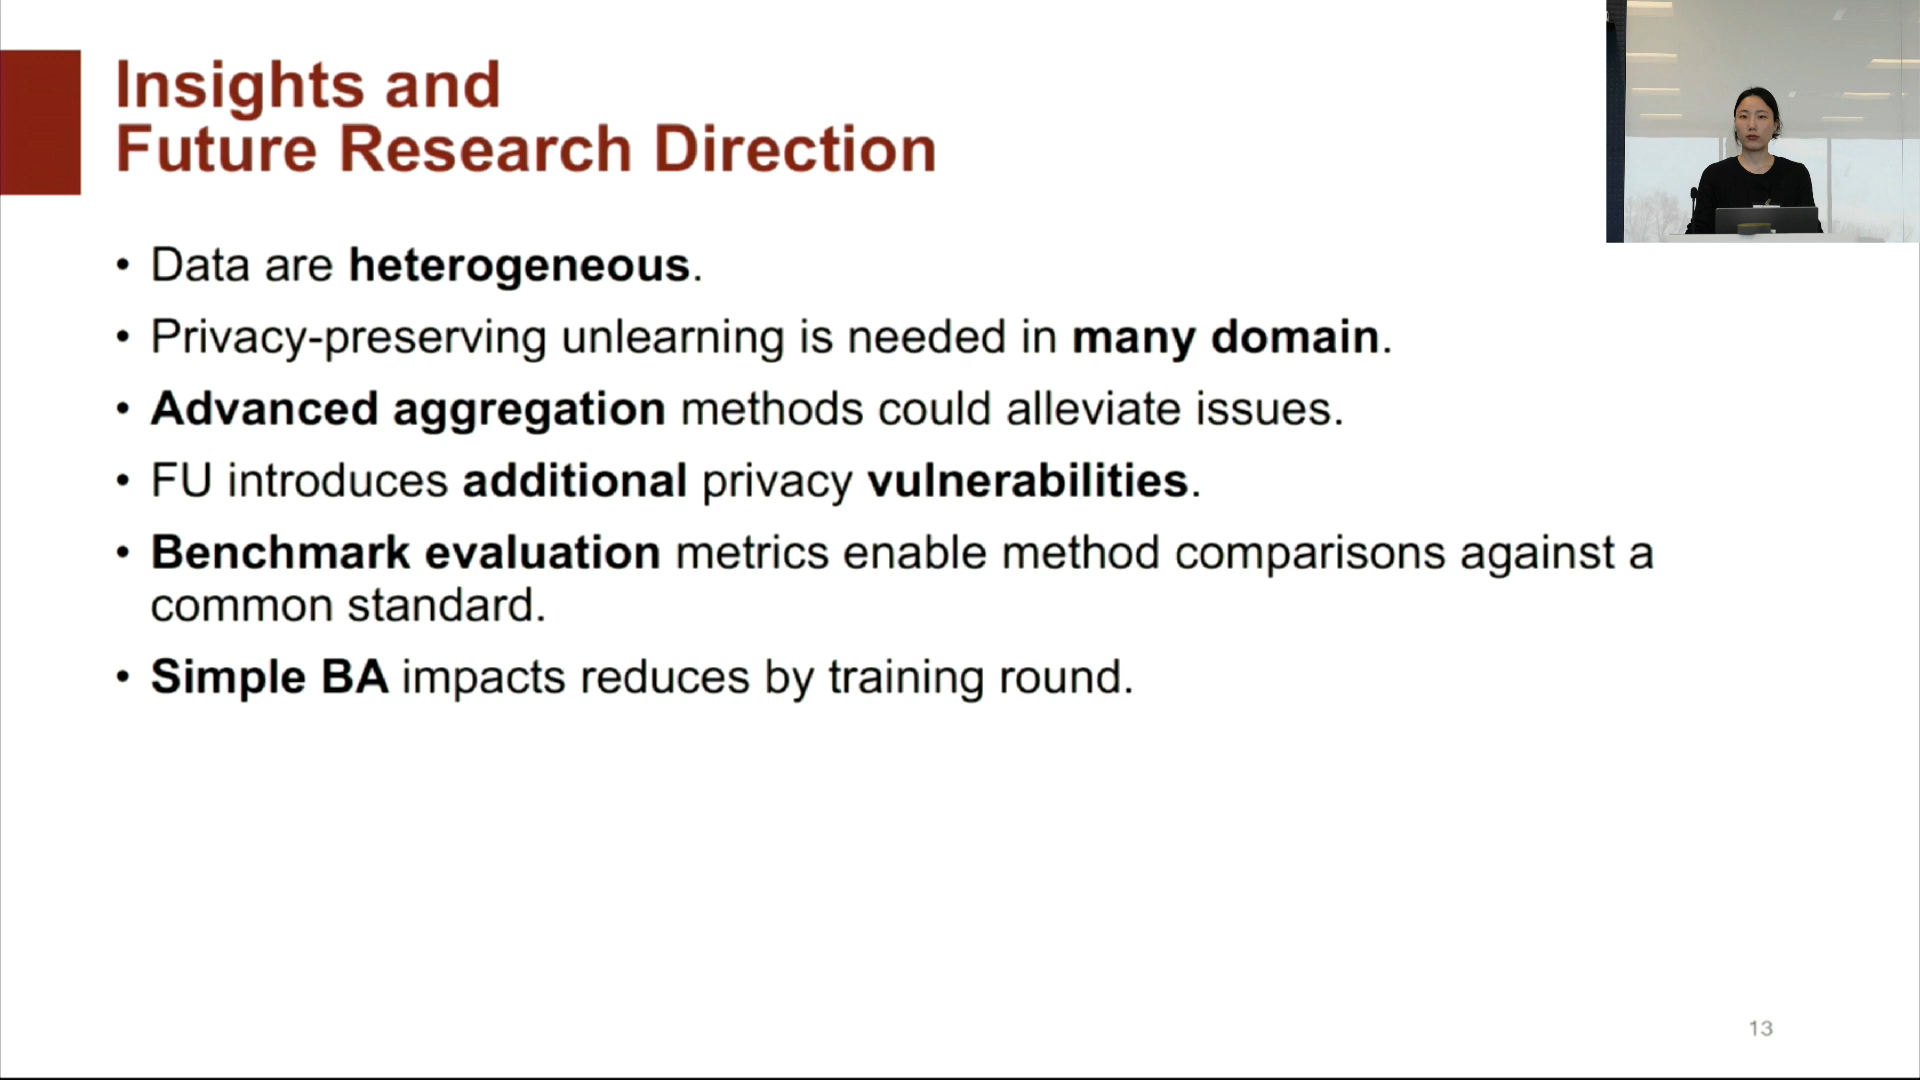 Insights and
Future Research Direction
• Data are heterogeneous.
• Privacy-preserving unlearning is needed in many domain.
• Advanced aggregation methods could alleviate issues.
• FU introduces additional privacy vulnerabilities.
• Benchmark evaluation metrics enable method comparisons against a
common standard.
• Simple BA impacts reduces by training round.
13